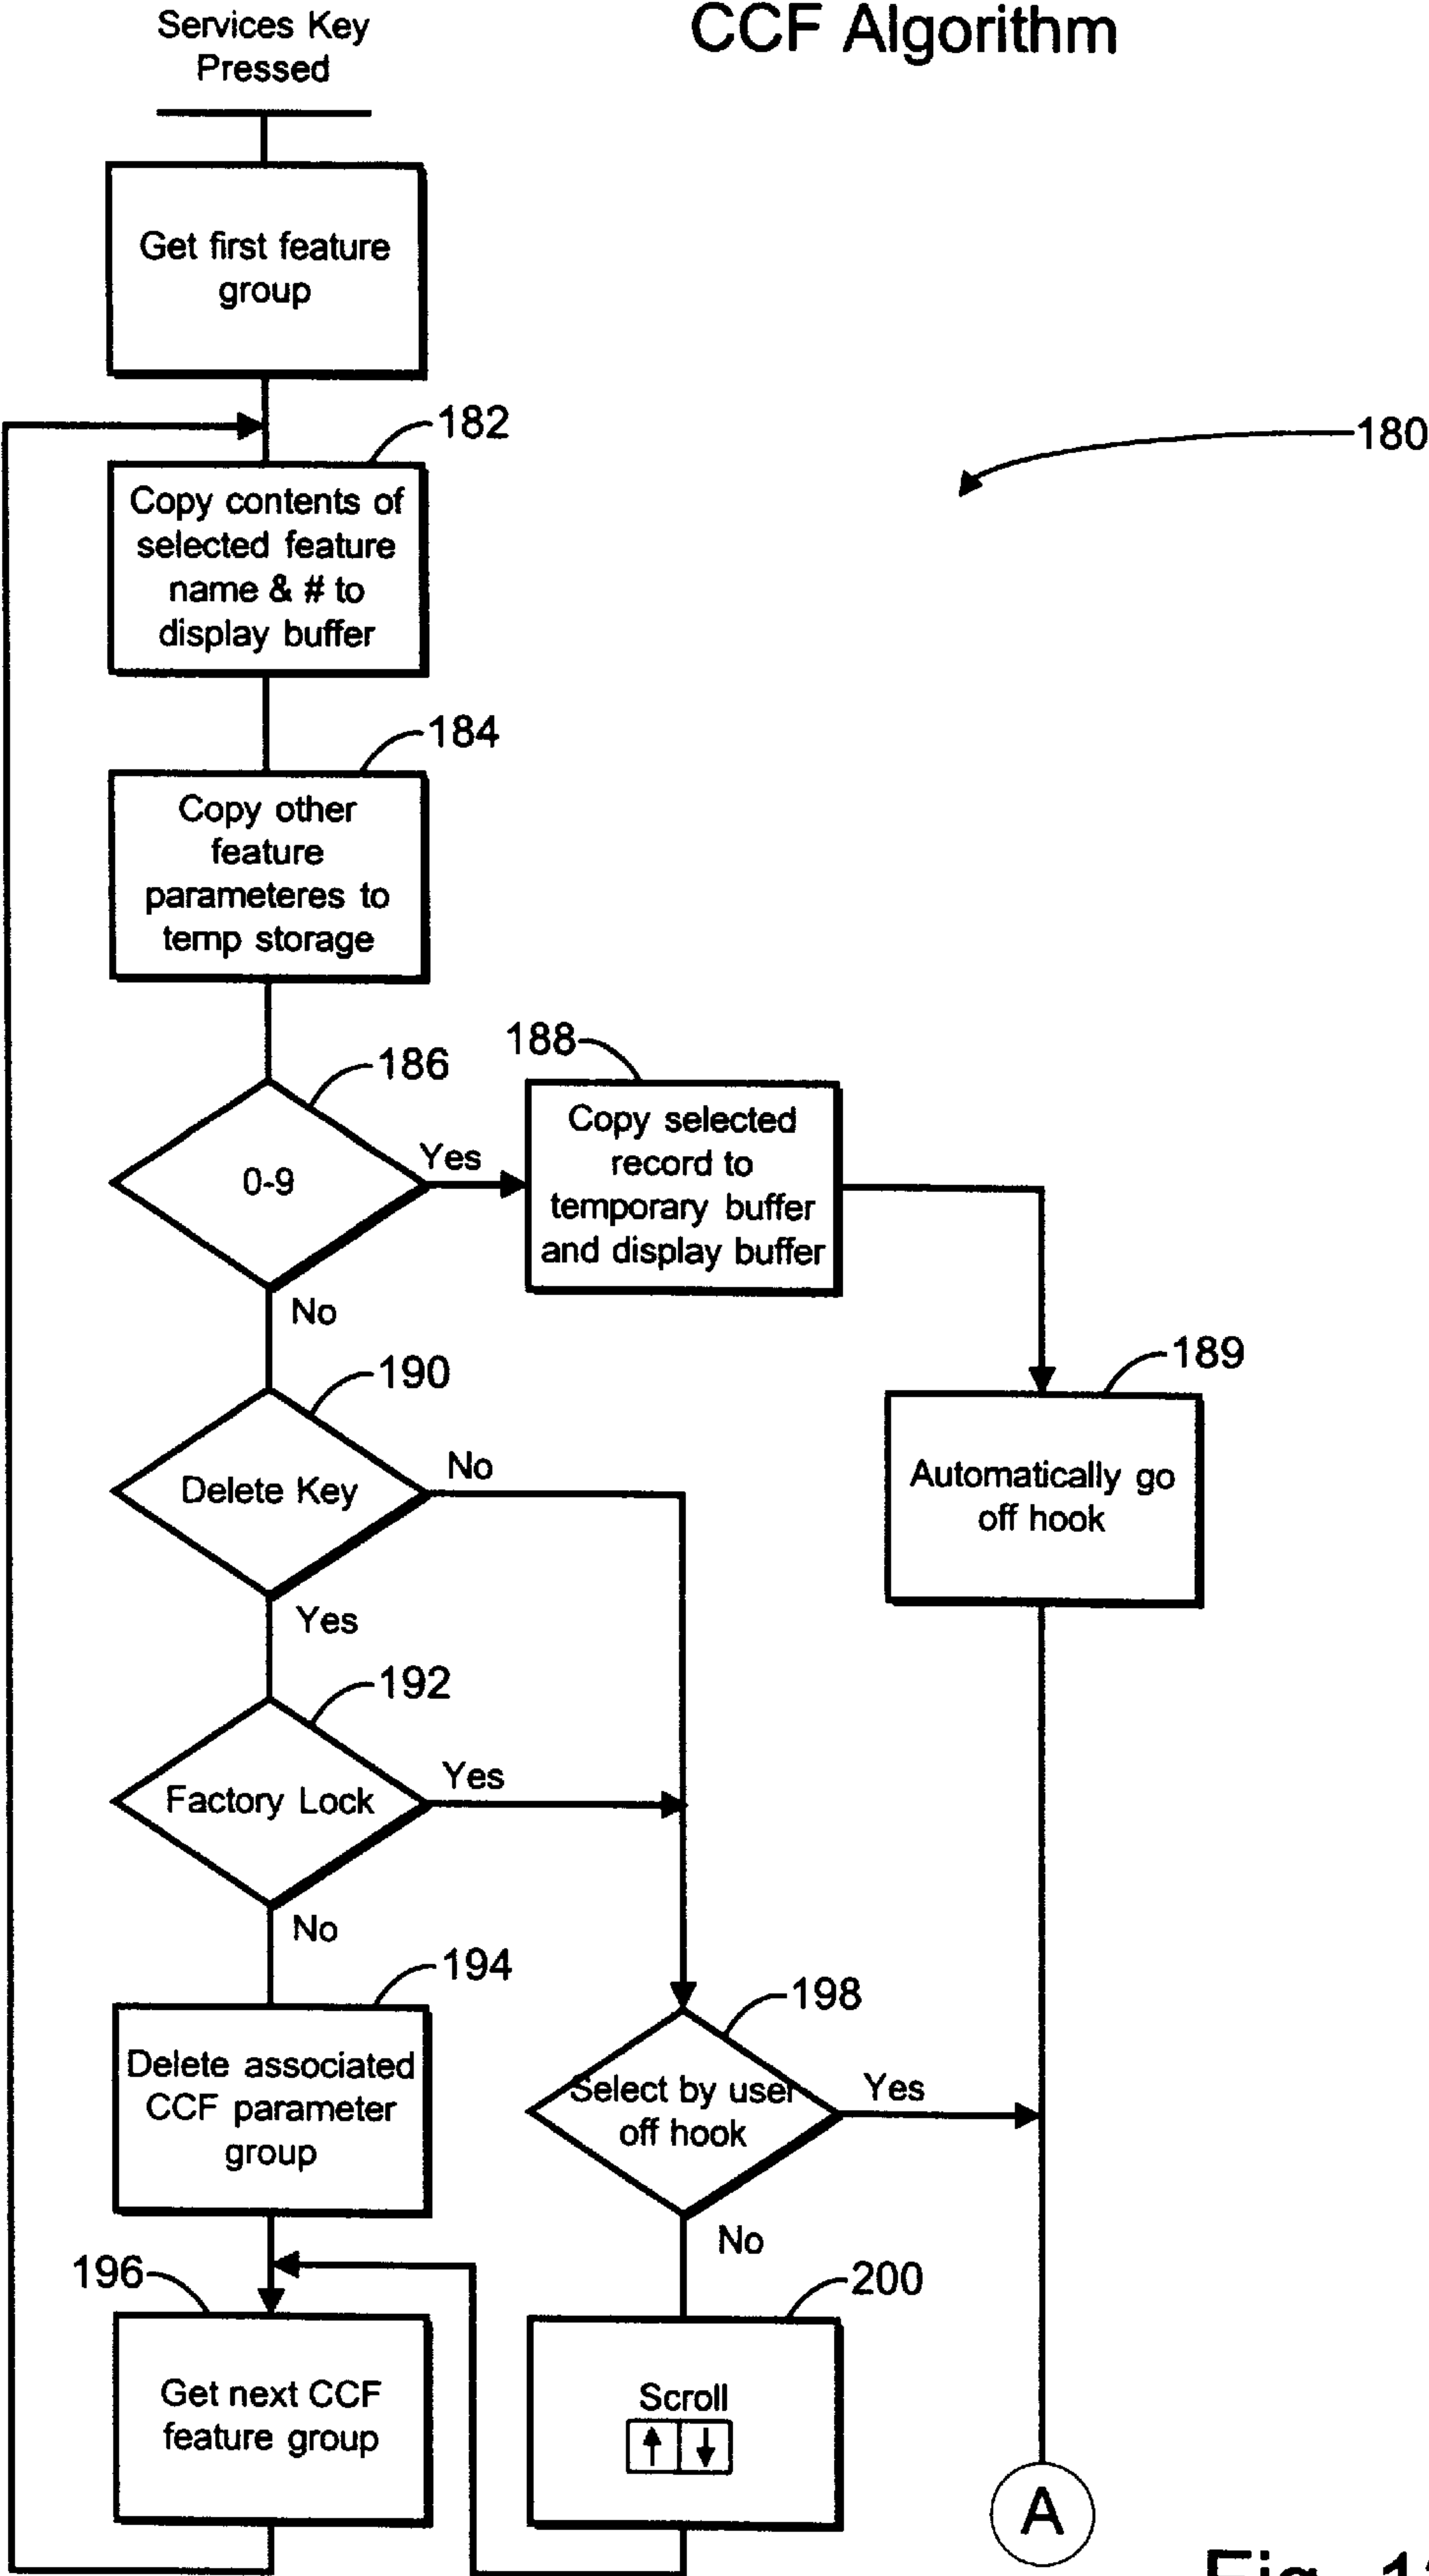 CCF Algorithm
Services Key
Pressed
Get first feature
group
182
180
Copy contents of
selected feature
name & # to
display buffer
184
Copy other
feature
parameteres to
temp storage
186
188
0-9
Yes
Copy selected
record to
temporary buffer
and display buffer
No
189
190
Delete Key
No
Automatically go
off hook
Yes
192
Factory Lock
Yes
No
194
198
Delete associated
CCF parameter
group
Select by user
off hook
Yes
No
196
200
Get next CCF
feature group
Scroll
A